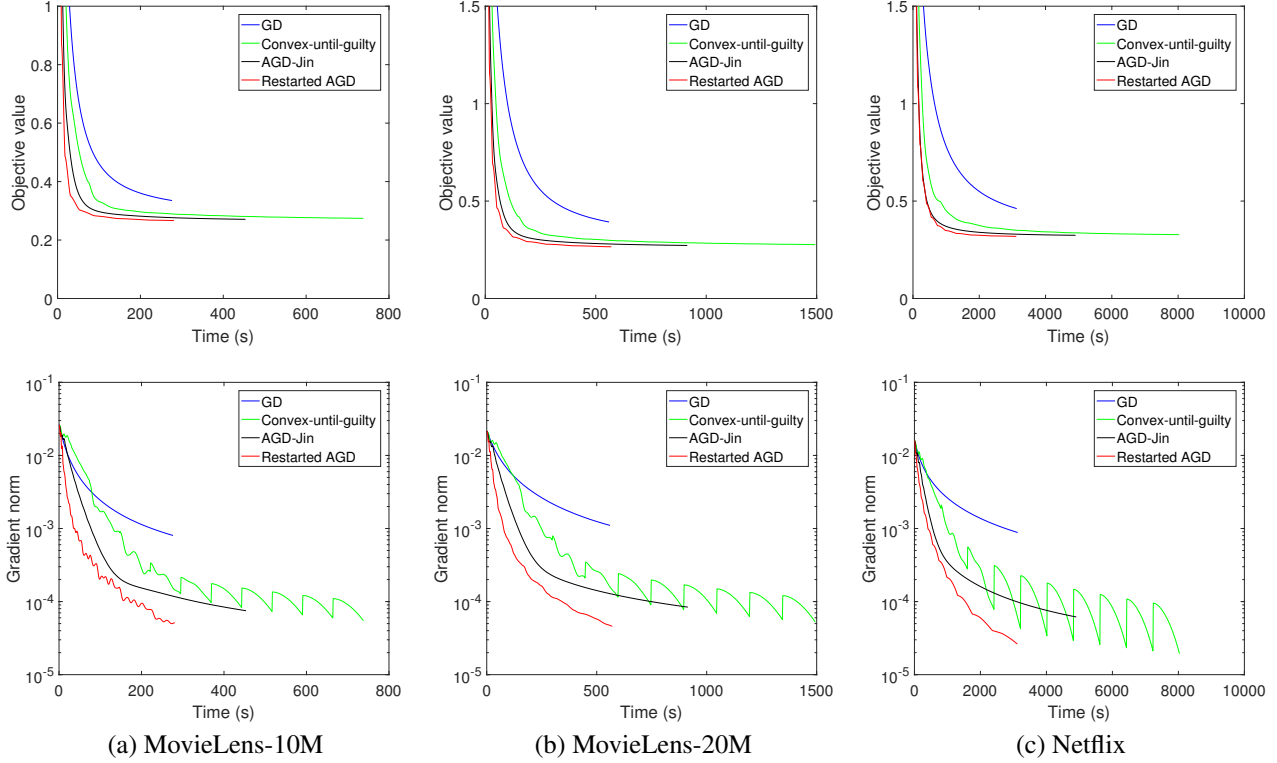 1
0.8
0.6
0.4
0.2
0
0 200 400 600 800
Objective value
Time (s)
GD
Convex-until-guilty
AGD-Jin
Restarted AGD
1.5
1
0.5
0
0 500 1000 1500
Objective value
Time (s)
GD
Convex-until-guilty
AGD-Jin
Restarted AGD
1.5
1
0.5
0
0 2000 4000 6000 8000 10000
Objective value
Time (s)
GD
Convex-until-guilty
AGD-Jin
Restarted AGD
10-1
10-2
10-3
10-4
10-5
0 200 400 600 800
Gradient norm
Time (s)
GD
Convex-until-guilty
AGD-Jin
Restarted AGD
(a) MovieLens-10M
10-1
10-2
10-3
10-4
10-5
0 500 1000 1500
Gradient norm
Time (s)
GD
Convex-until-guilty
AGD-Jin
Restarted AGD
(b) MovieLens-20M
10-1
10-2
10-3
10-4
10-5
0 2000 4000 6000 8000 10000
Gradient norm
Time (s)
GD
Convex-until-guilty
AGD-Jin
Restarted AGD
(c) Netflix